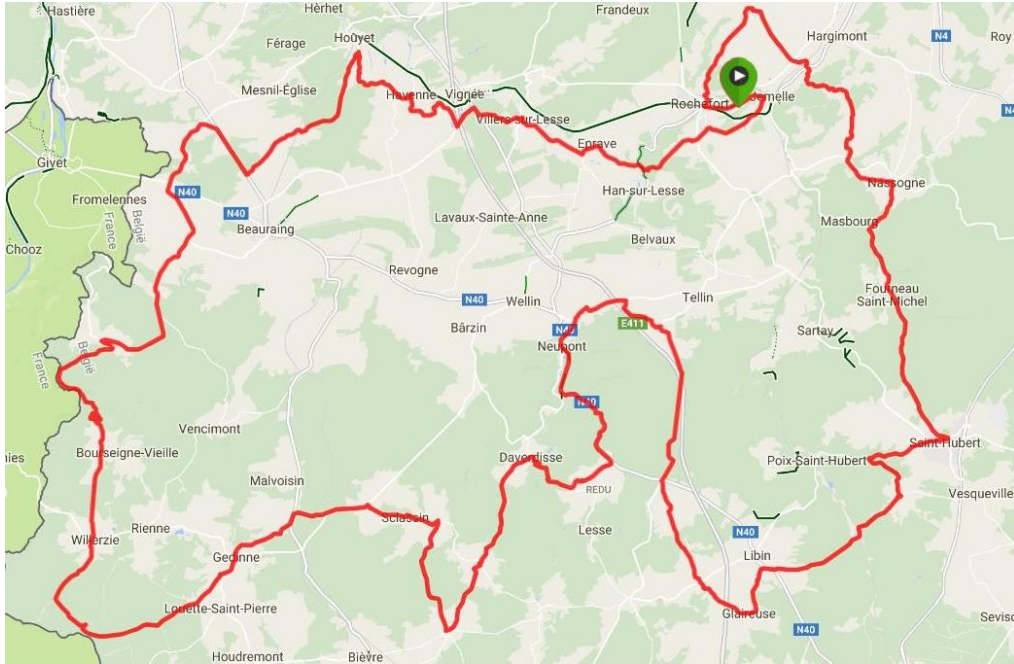 Hastière
Hèrhet
Frandeux
Hargimont
N4
Roy
Férage
Houyet
Mesnil-Église
Havenne
Vignée
Rochefort
Jemelle
N4
Villers-sur-Lesse
Eprave
Givet
Fromelennes
N40
Han-sur-Lesse
Nassogne
France
België
N40
Lavaux-Sainte-Anne
Masbourg
Chooz
Beauraing
Belvaux
Revogne
Tellin
Fourneau
Saint-Michel
N40
Wellin
Bârzin
E411
Sartay
N40
Neupont
France
België
N40
Vencimont
Saint Hubert
Bourseigne-Vieille
Daverdisse
Poix-Saint-Hubert
nies
Malvoisin
REDU
Vesqueville
Sclassin
Rienne
Willerzie
Lesse
N40
Gedinne
Libin
Louette-Saint-Pierre
Glaireuse
N40
Sevisc
Houdremont
Bièvre